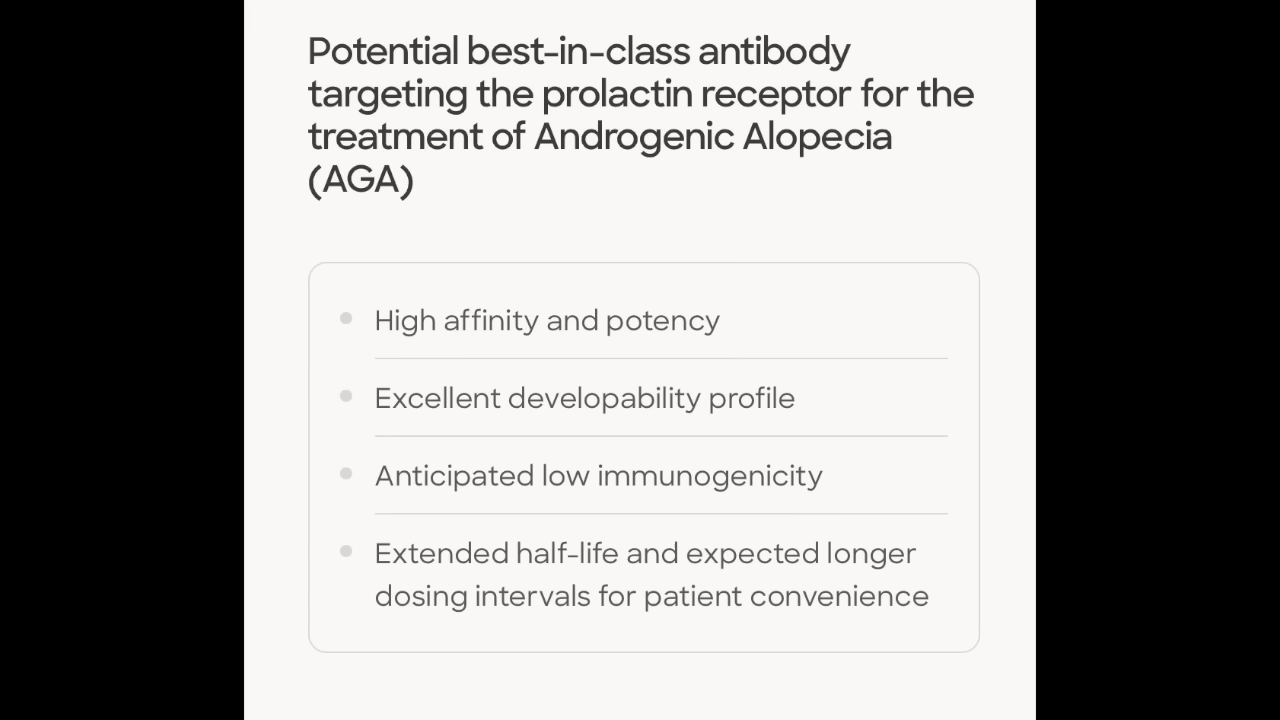 Potential best-in-class antibody
targeting the prolactin receptor for the
treatment of Androgenic Alopecia
(AGA)
High affinity and potency
Excellent developability profile
Anticipated low immunogenicity
Extended half-life and expected longer
dosing intervals for patient convenience